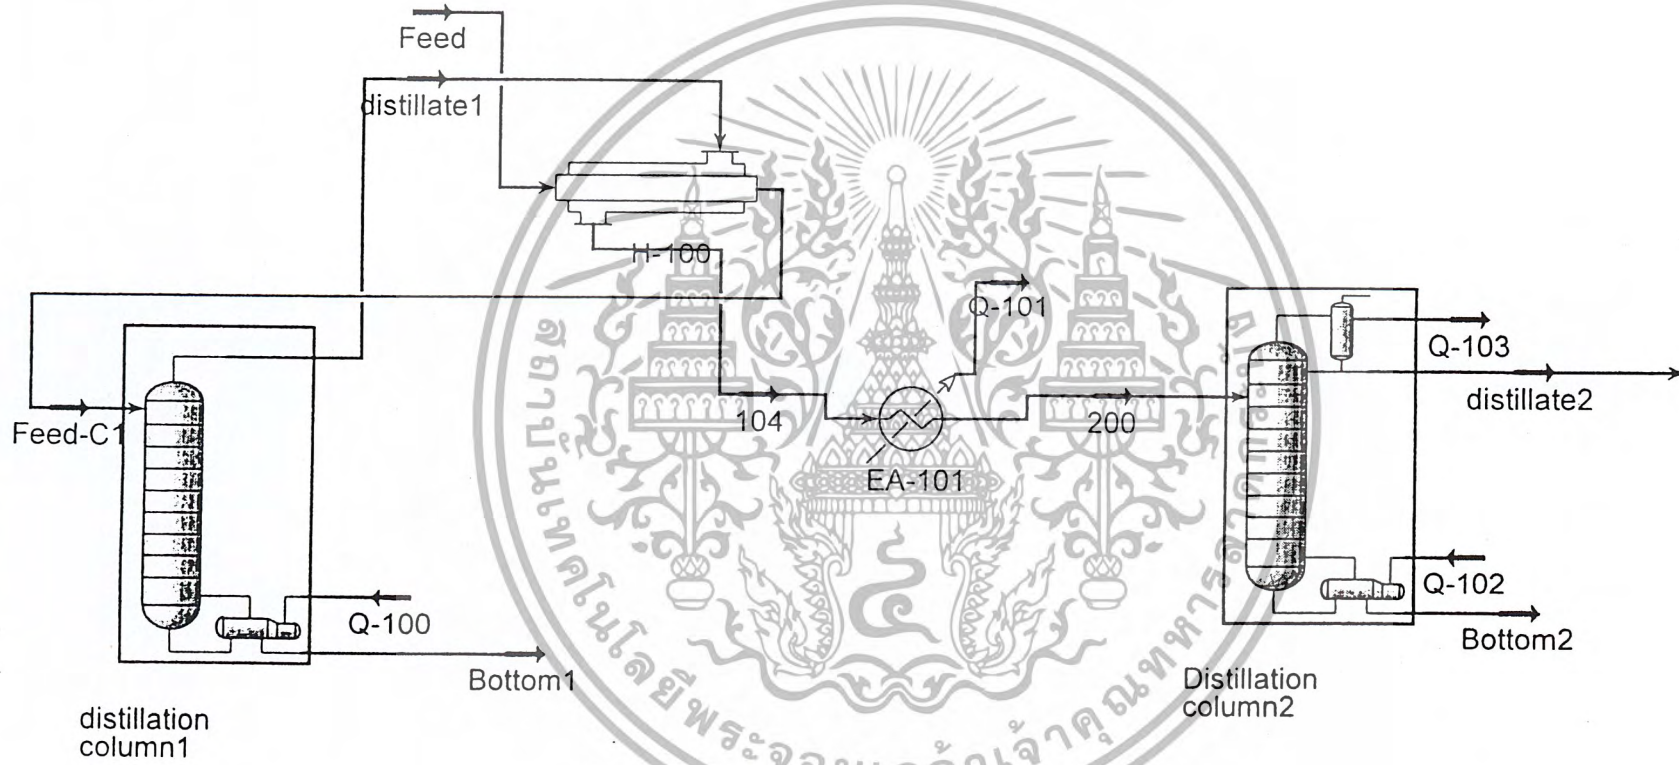 Feed
distillate1
H-100
Q-101
Q-103
distillate2
Feed-C1
104
200
EA-101
Q-100
Q-102
Bottom1
Bottom2
distillation
column1
Distillation
column2